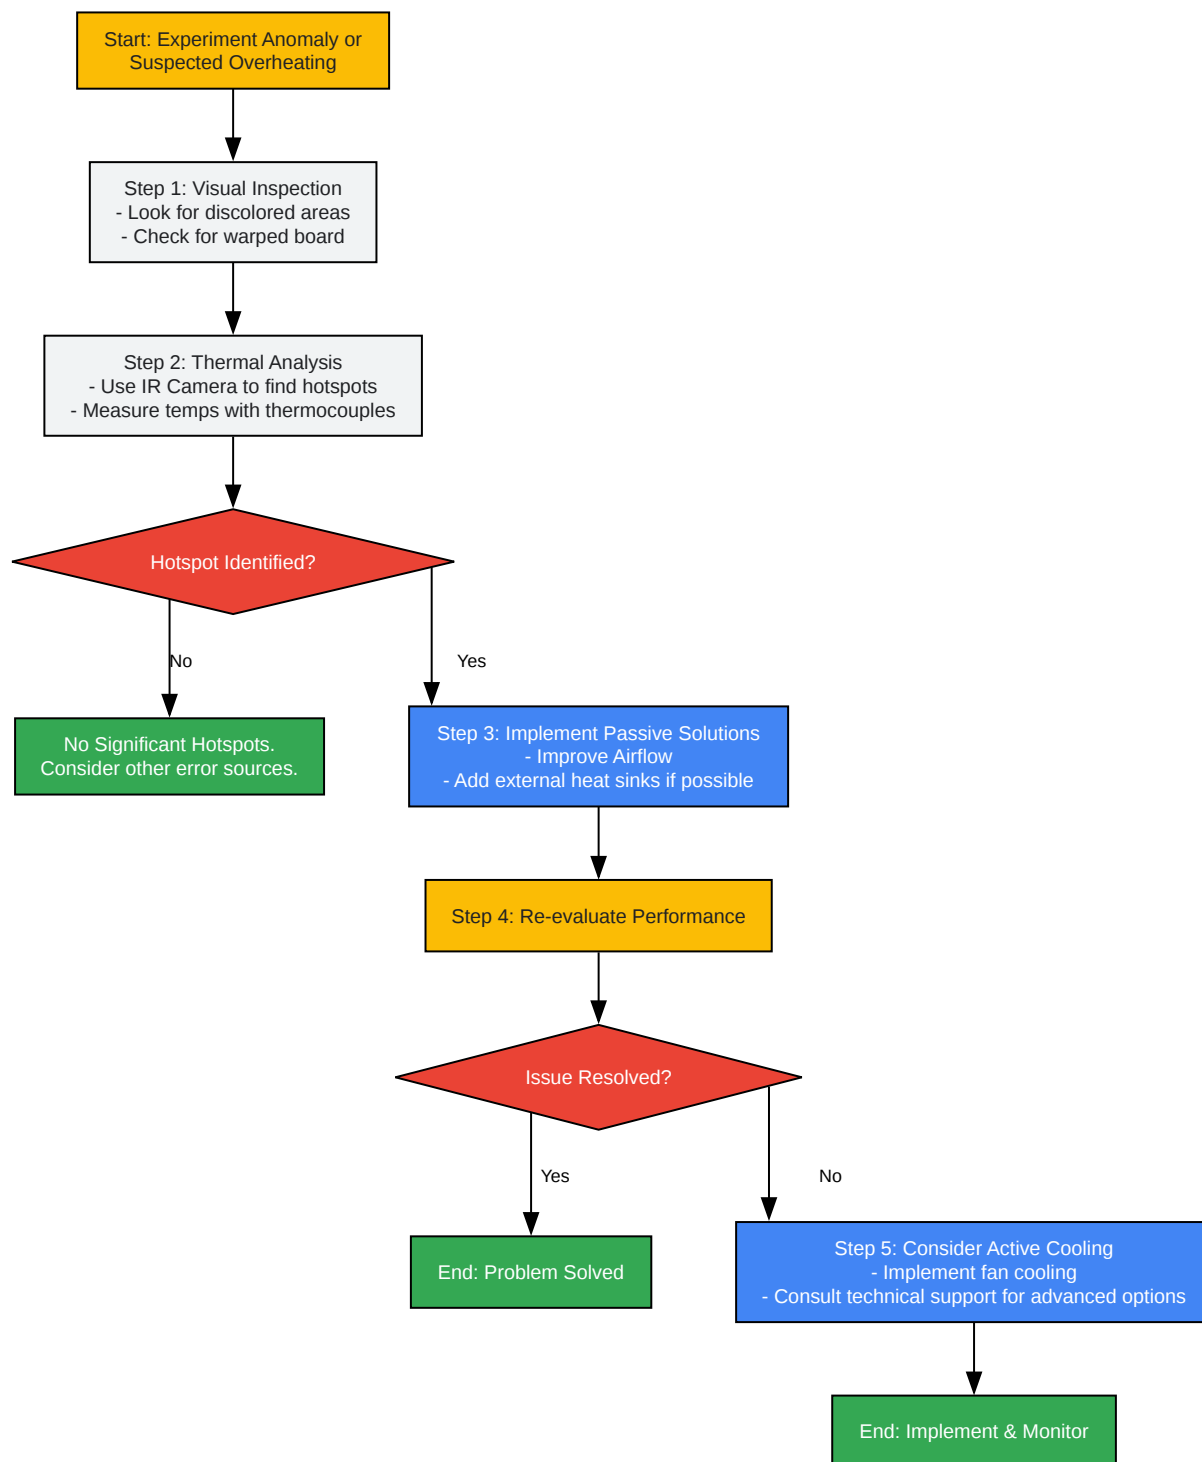 Start: Experiment Anomaly or
Suspected Overheating
Step 1: Visual Inspection
- Look for discolored areas
- Check for warped board
Step 2: Thermal Analysis
- Use IR Camera to find hotspots
- Measure temps with thermocouples
Hotspot Identified?
No
Yes
No Significant Hotspots.
Consider other error sources.
Step 3: Implement Passive Solutions
- Improve Airflow
- Add external heat sinks if possible
Step 4: Re-evaluate Performance
Issue Resolved?
Yes
No
End: Problem Solved
Step 5: Consider Active Cooling
- Implement fan cooling
- Consult technical support for advanced options
End: Implement & Monitor